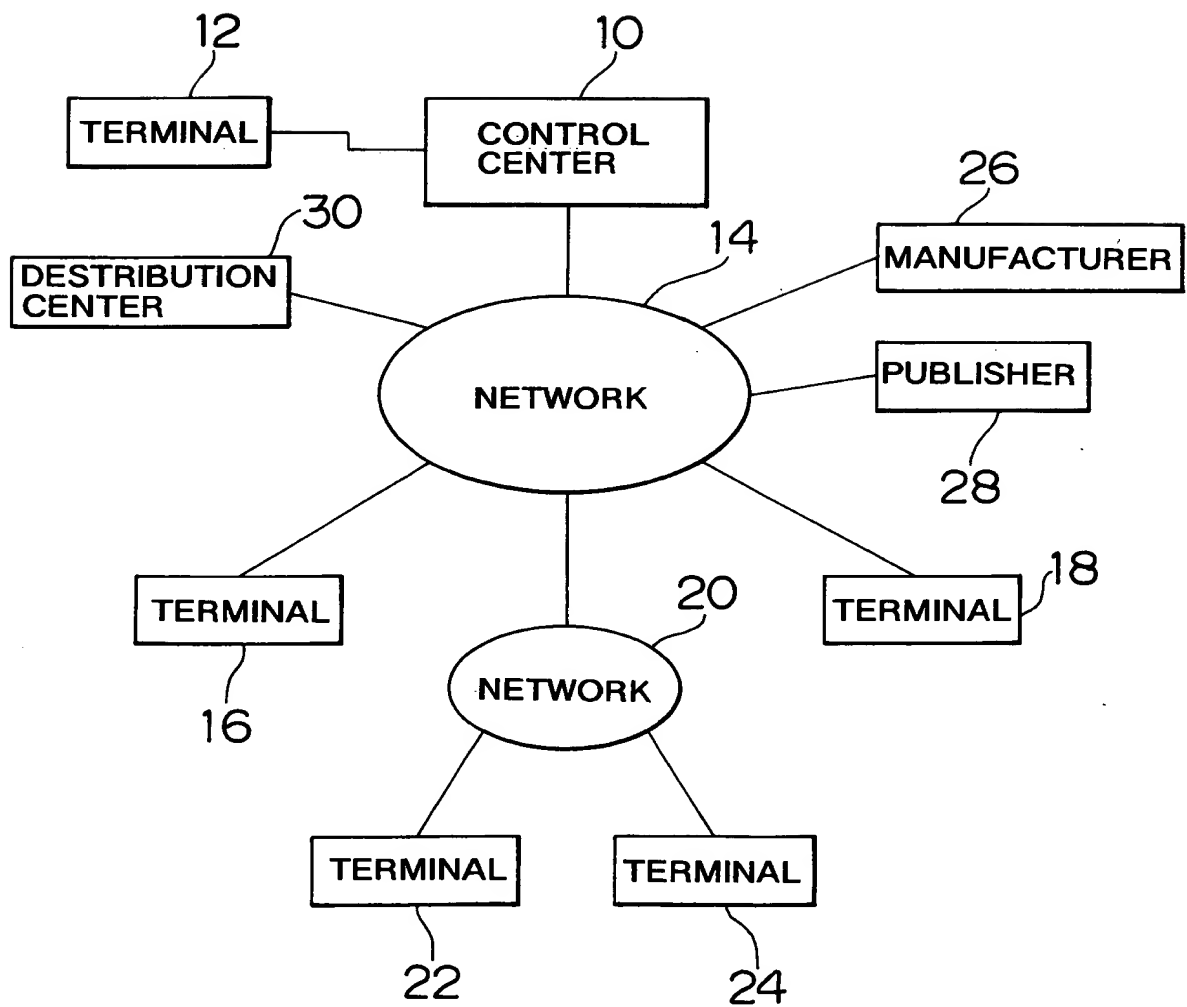 12
10
TERMINAL
CONTROL
CENTER
26
30
14
MANUFACTURER
DESTRIBUTION
CENTER
PUBLISHER
NETWORK
28
18
TERMINAL
TERMINAL
20
NETWORK
16
TERMINAL
TERMINAL
22
24